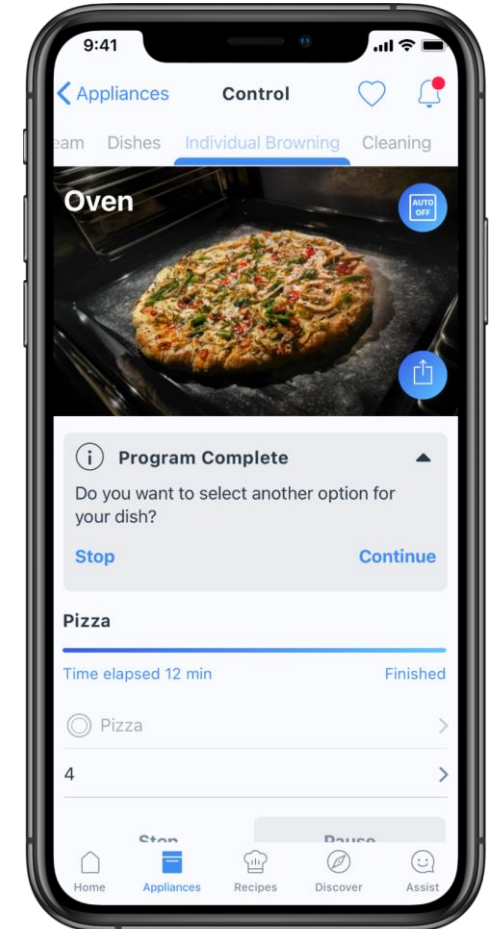 9:41
Appliances Control
eam Dishes Individual Browning Cleaning
Oven
AUTO
OFF
Program Complete
Do you want to select another option for
your dish?
Stop Continue
Pizza
Time elapsed 12 min Finished
Pizza
4
Stop Pause
Home Appliances Recipes Discover Assist